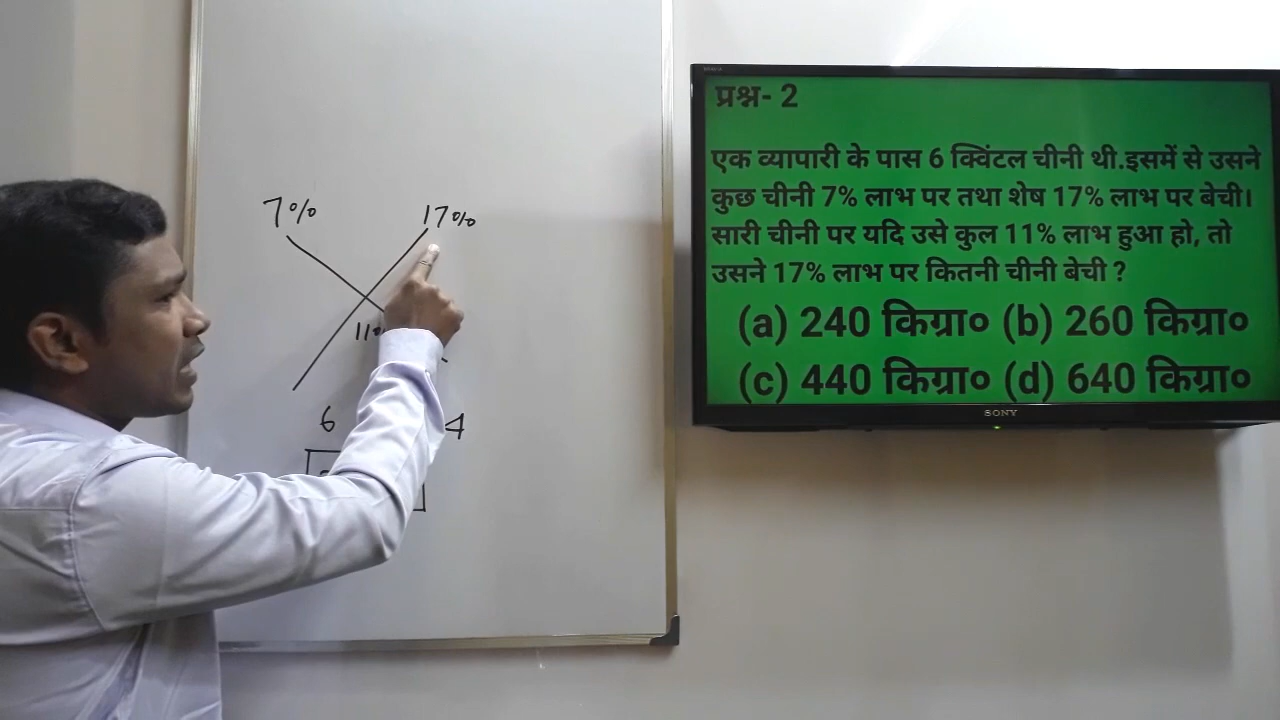 7% 17%
11%
6 4
प्रश्न- 2
एक व्यापारी के पास 6 क्विंटल चीनी थी.इसमें से उसने
कुछ चीनी 7% लाभ पर तथा शेष 17% लाभ पर बेची।
सारी चीनी पर यदि उसे कुल 11% लाभ हुआ हो, तो
उसने 17% लाभ पर कितनी चीनी बेची ?
(a) 240 किग्रा० (b) 260 किग्रा०
(c) 440 किग्रा० (d) 640 किग्रा०
SONY